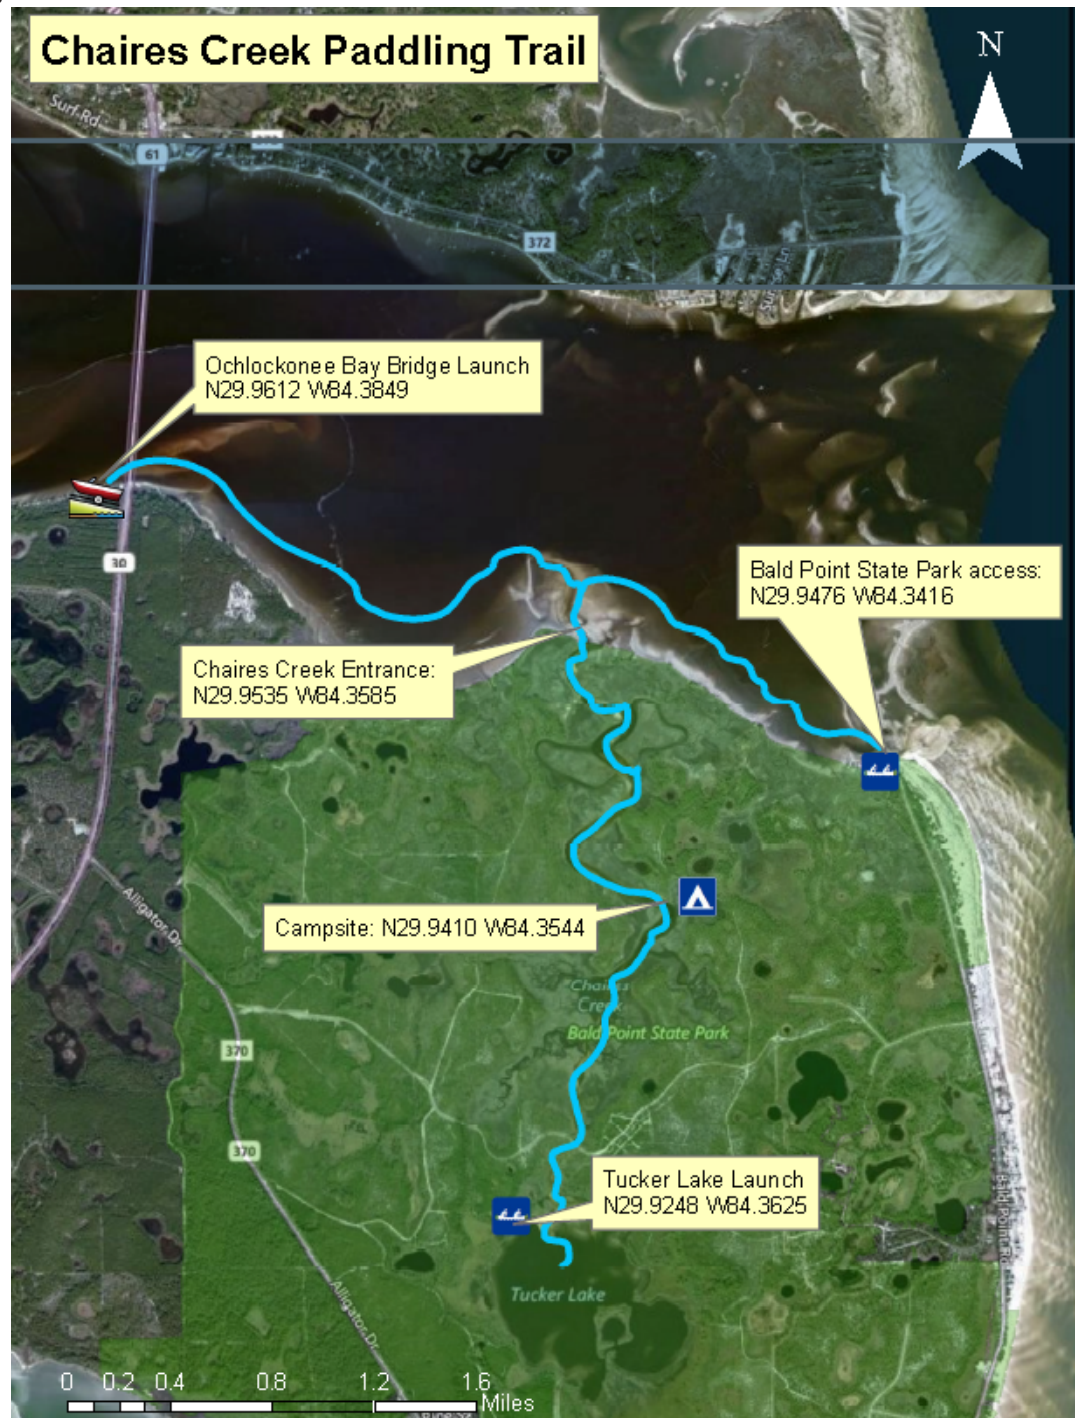 Chaires Creek Paddling Trail
N
Surf Rd
61
372
Ochlockonee Bay Bridge Launch
N29.9612 W84.3849
30
Bald Point State Park access:
N29.9476 W84.3416
Chaires Creek Entrance:
N29.9535 W84.3585
Alligator Dr
Campsite: N29.9410 W84.3544
Chaires
Creek
Bald Point State Park
370
370
Tucker Lake Launch
N29.9248 W84.3625
Bald Point Rd
Tucker Lake
Alligator Dr
0 0.2 0.4 0.8 1.2 1.6
Miles